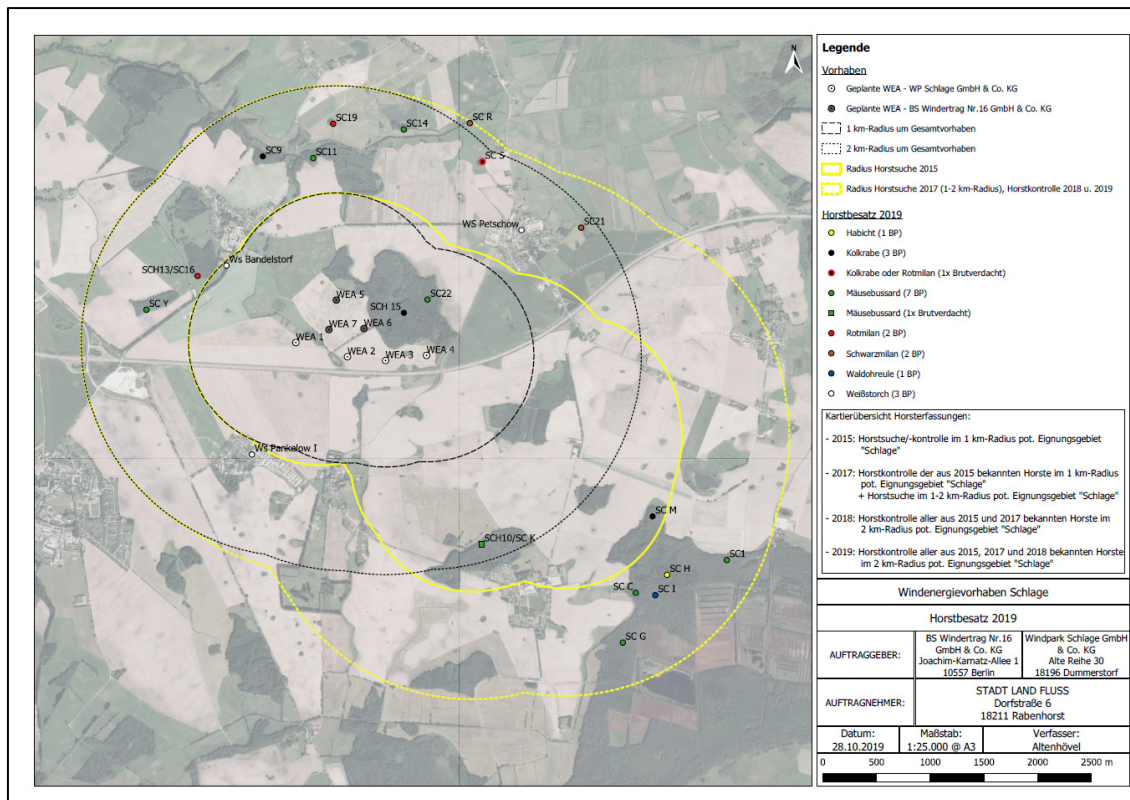 N
SC19
SC14
SC R
SC9
SC11
SC S
WS Petschow
SC21
Ws Bandelstorf
SCH13/SC16
SC Y
WEA 5
SC22
SCH 15
WEA 7
WEA 6
WEA 1
WEA 2
WEA 3
WEA 4
Ws Pankelow I
SC M
SCH10/SC K
SC1
SC H
SC C
SC I
SC G
Legende
Vorhaben
Geplante WEA - WP Schlage GmbH & Co. KG
Geplante WEA - BS Windertrag Nr.16 GmbH & Co. KG
1 km-Radius um Gesamtvorhaben
2 km-Radius um Gesamtvorhaben
Radius Horstsuche 2015
Radius Horstsuche 2017 (1-2 km-Radius), Horstkontrolle 2018 u. 2019
Horstbesatz 2019
Habicht (1 BP)
Kolkrabe (3 BP)
Kolkrabe oder Rotmilan (1x Brutverdacht)
Mäusebussard (7 BP)
Mäusebussard (1x Brutverdacht)
Rotmilan (2 BP)
Schwarzmilan (2 BP)
Waldohreule (1 BP)
Weißstorch (3 BP)
Kartierübersicht Horsterfassungen:
- 2015: Horstsuche/-kontrolle im 1 km-Radius pot. Eignungsgebiet
"Schlage"
- 2017: Horstkontrolle der aus 2015 bekannten Horste im 1 km-Radius
pot. Eignungsgebiet "Schlage"
+ Horstsuche im 1-2 km-Radius pot. Eignungsgebiet "Schlage"
- 2018: Horstkontrolle aller aus 2015 und 2017 bekannten Horste im
2 km-Radius pot. Eignungsgebiet "Schlage"
- 2019: Horstkontrolle aller aus 2015, 2017 und 2018 bekannten Horste
im 2 km-Radius pot. Eignungsgebiet "Schlage"
Windenergievorhaben Schlage
Horstbesatz 2019
AUFTRAGGEBER:
BS Windertrag Nr.16
GmbH & Co. KG
Joachim-Karnatz-Allee 1
10557 Berlin
Windpark Schlage GmbH
& Co. KG
Alte Reihe 30
18196 Dummerstorf
AUFTRAGNEHMER:
STADT LAND FLUSS
Dorfstraße 6
18211 Rabenhorst
Datum:
28.10.2019
Maßstab:
1:25.000 @ A3
Verfasser:
Altenhövel
0 500 1000 1500 2000 2500 m